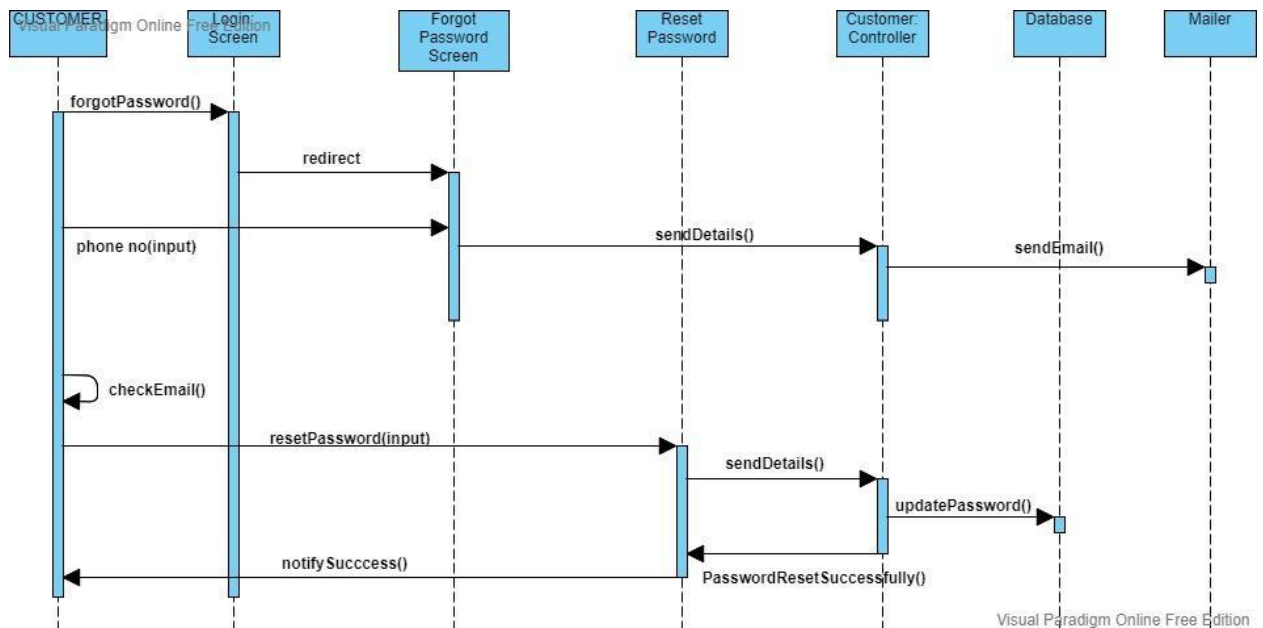 CUSTOMER
Visual Paradigm Online Free Edition
Login:
Screen
Forgot
Password
Screen
Reset
Password
Customer:
Controller
Database
Mailer
forgotPassword()
redirect
phone no(input)
sendDetails()
sendEmail()
checkEmail()
resetPassword(input)
sendDetails()
updatePassword()
notifySucccess()
PasswordResetSuccessfully()
Visual Paradigm Online Free Edition